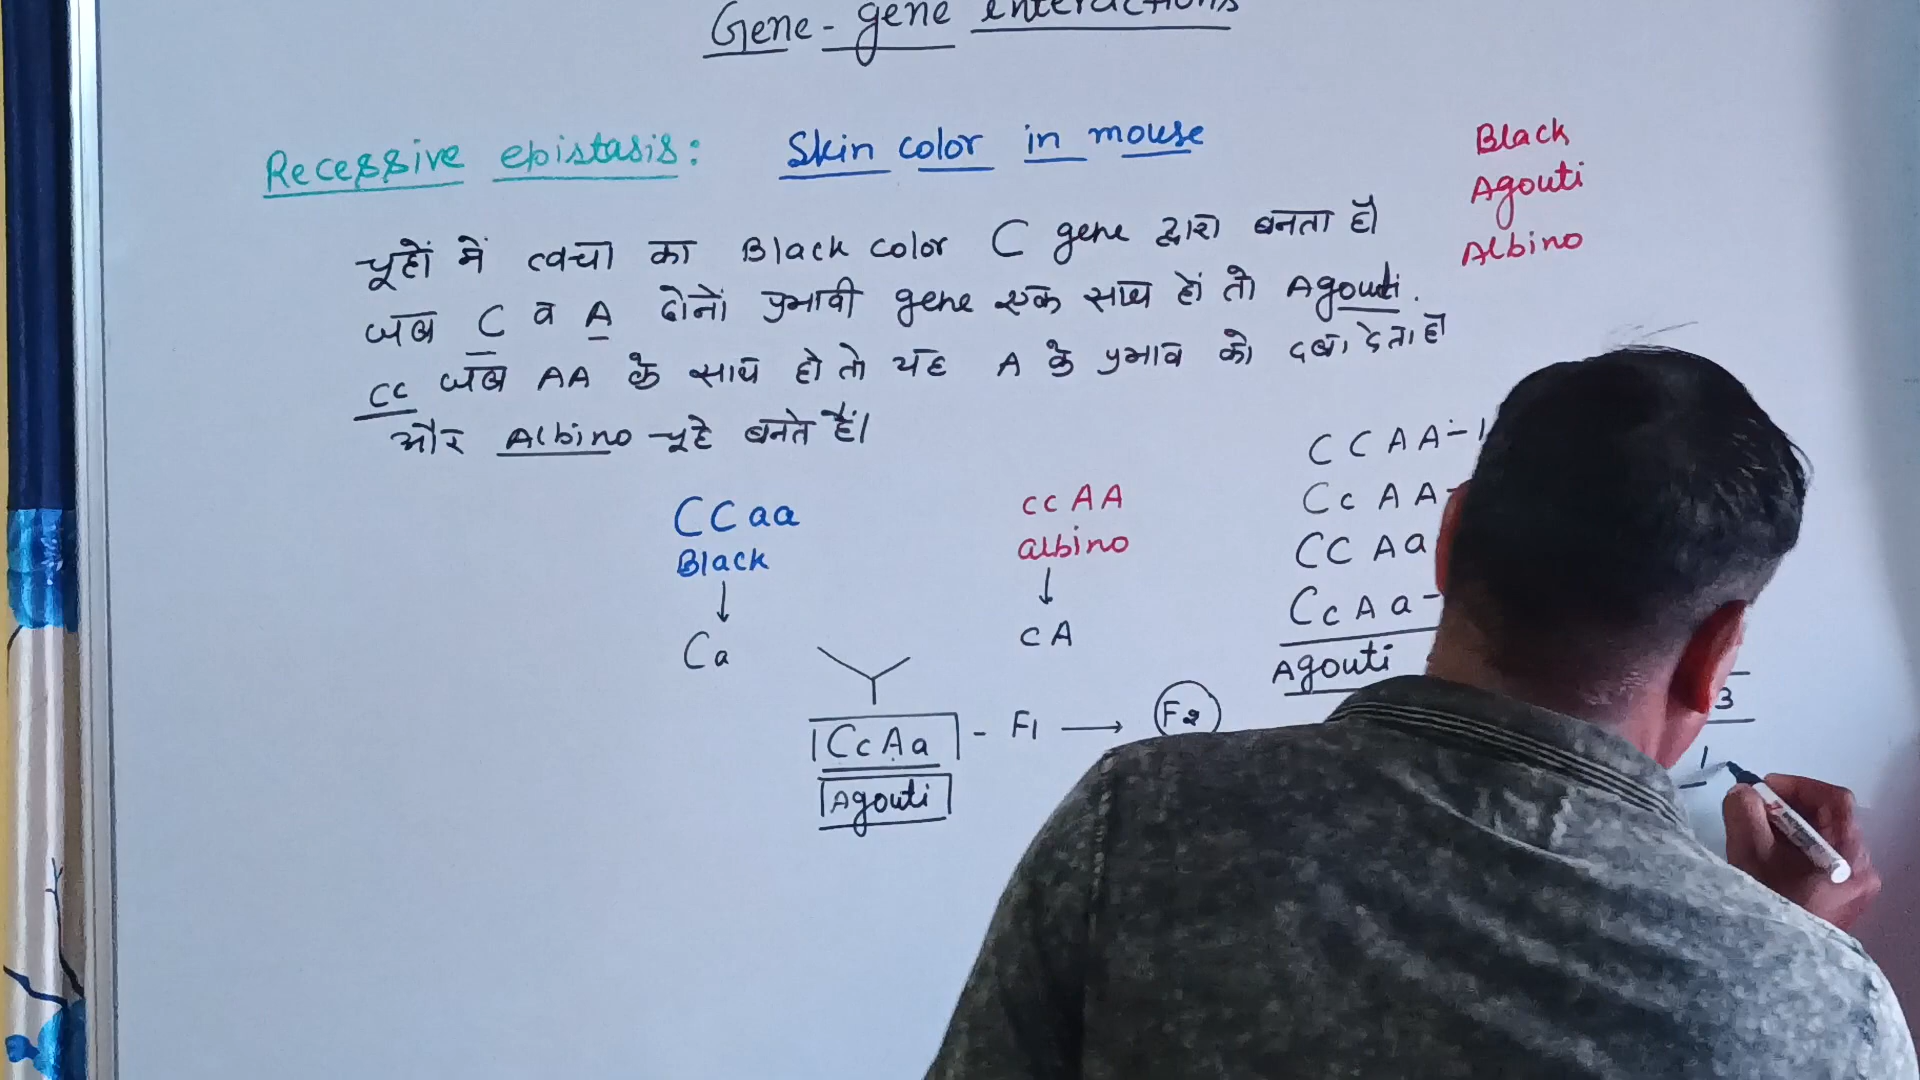 Gene-gene interactions
Recessive epistasis: Skin color in mouse
Black
Agouti
Albino
चूहों में त्वचा का Black color C gene द्वारा बनता है
जब C व A दोनों प्रभावी gene एक साथ हों तो Agouti.
cc जब AA के साथ हो तो यह A के प्रभाव को दबा देता है
और Albino चूहे बनते हैं।
CCaa
Black
↓
Ca
ccAA
albino
↓
cA
CcAa - F1 → F2
Agouti
CCAA-1
CcAA-
CCAa
CcAa-
Agouti
3
1